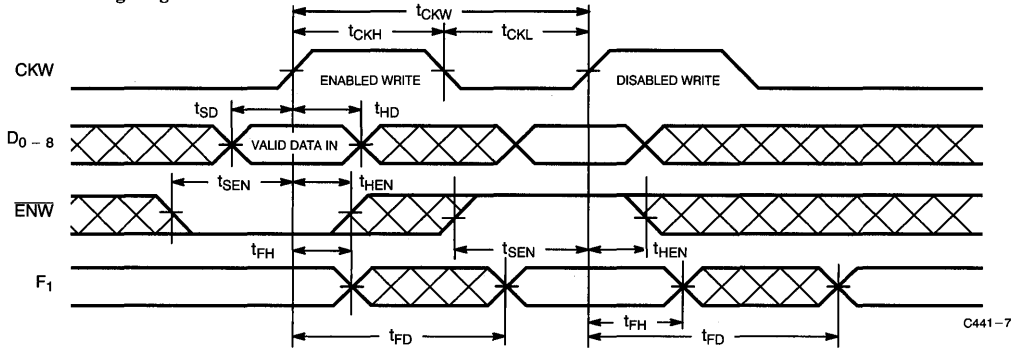 tCKW
tCKH tCKL
CKW ENABLED WRITE DISABLED WRITE
tSD tHD
D0 – 8 VALID DATA IN
tSEN tHEN
ENW
tFH tSEN tHEN
F1
tFD tFH tFD
C441–7